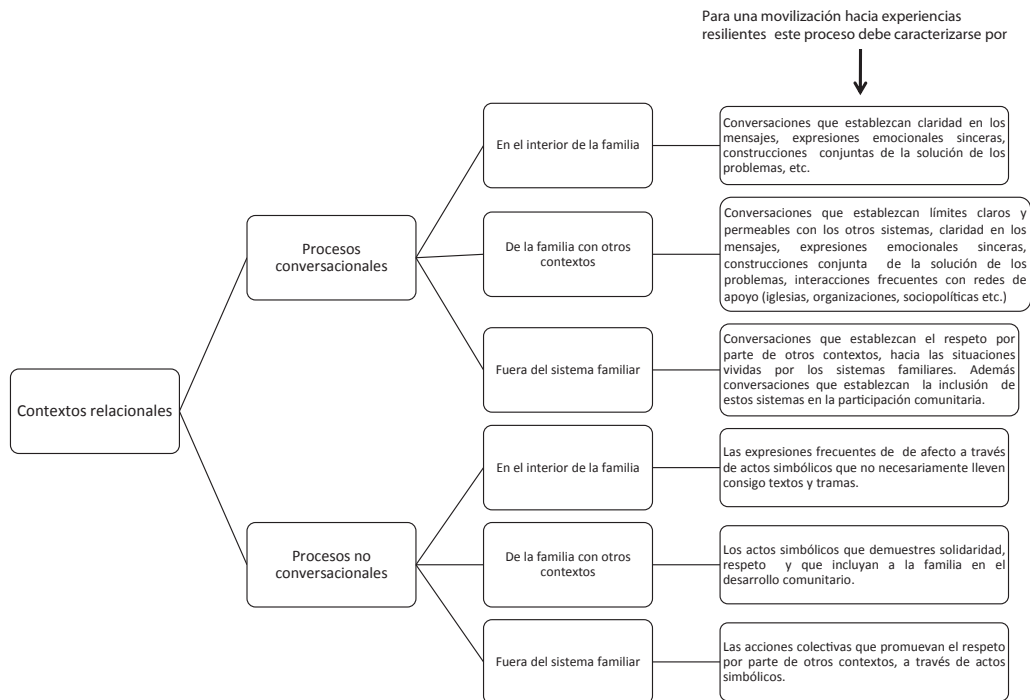 Para una movilización hacia experiencias
resilientes este proceso debe caracterizarse por
Contextos relacionales
Procesos
conversacionales
En el interior de la familia
Conversaciones que establezcan claridad en los
mensajes, expresiones emocionales sinceras,
construcciones conjuntas de la solución de los
problemas, etc.
De la familia con otros
contextos
Conversaciones que establezcan límites claros y
permeables con los otros sistemas, claridad en los
mensajes, expresiones emocionales sinceras,
construcciones conjunta de la solución de los
problemas, interacciones frecuentes con redes de
apoyo (iglesias, organizaciones, sociopolíticas etc.)
Fuera del sistema familiar
Conversaciones que establezcan el respeto por
parte de otros contextos, hacia las situaciones
vividas por los sistemas familiares. Además
conversaciones que establezcan la inclusión de
estos sistemas en la participación comunitaria.
Procesos no
conversacionales
En el interior de la familia
Las expresiones frecuentes de de afecto a través
de actos simbólicos que no necesariamente lleven
consigo textos y tramas.
De la familia con otros
contextos
Los actos simbólicos que demuestres solidaridad,
respeto y que incluyan a la familia en el
desarrollo comunitario.
Fuera del sistema familiar
Las acciones colectivas que promuevan el respeto
por parte de otros contextos, a través de actos
simbólicos.